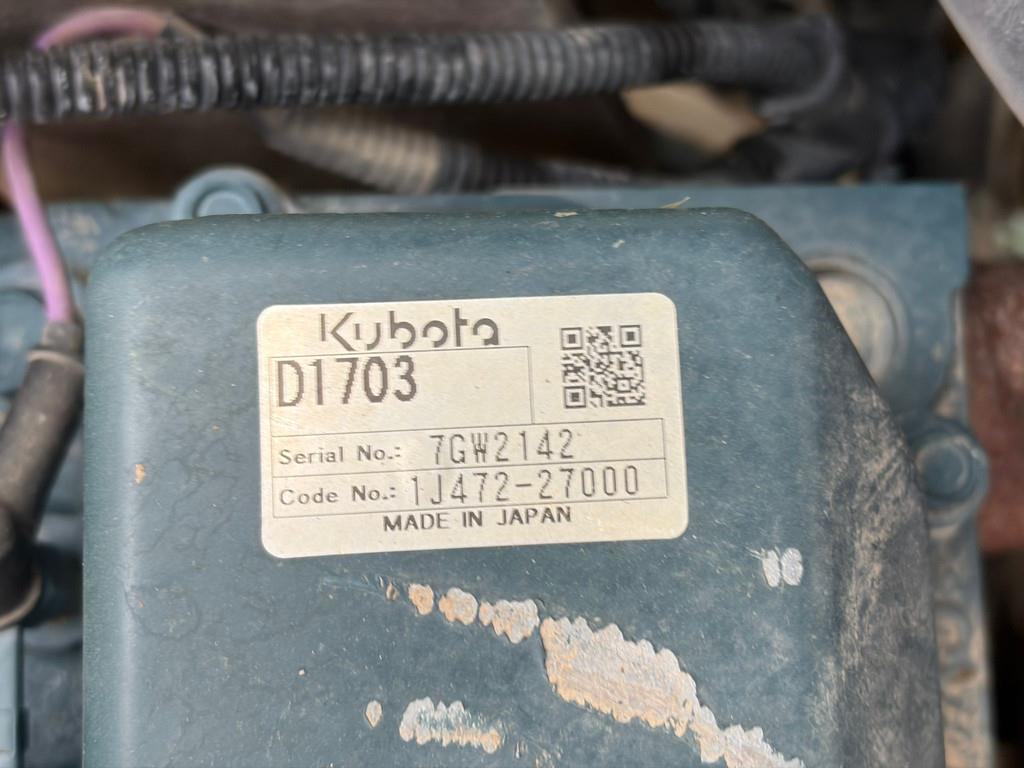 Kubota
D1703
Serial No.: 7GW2142
Code No.: 1J472-27000
MADE IN JAPAN